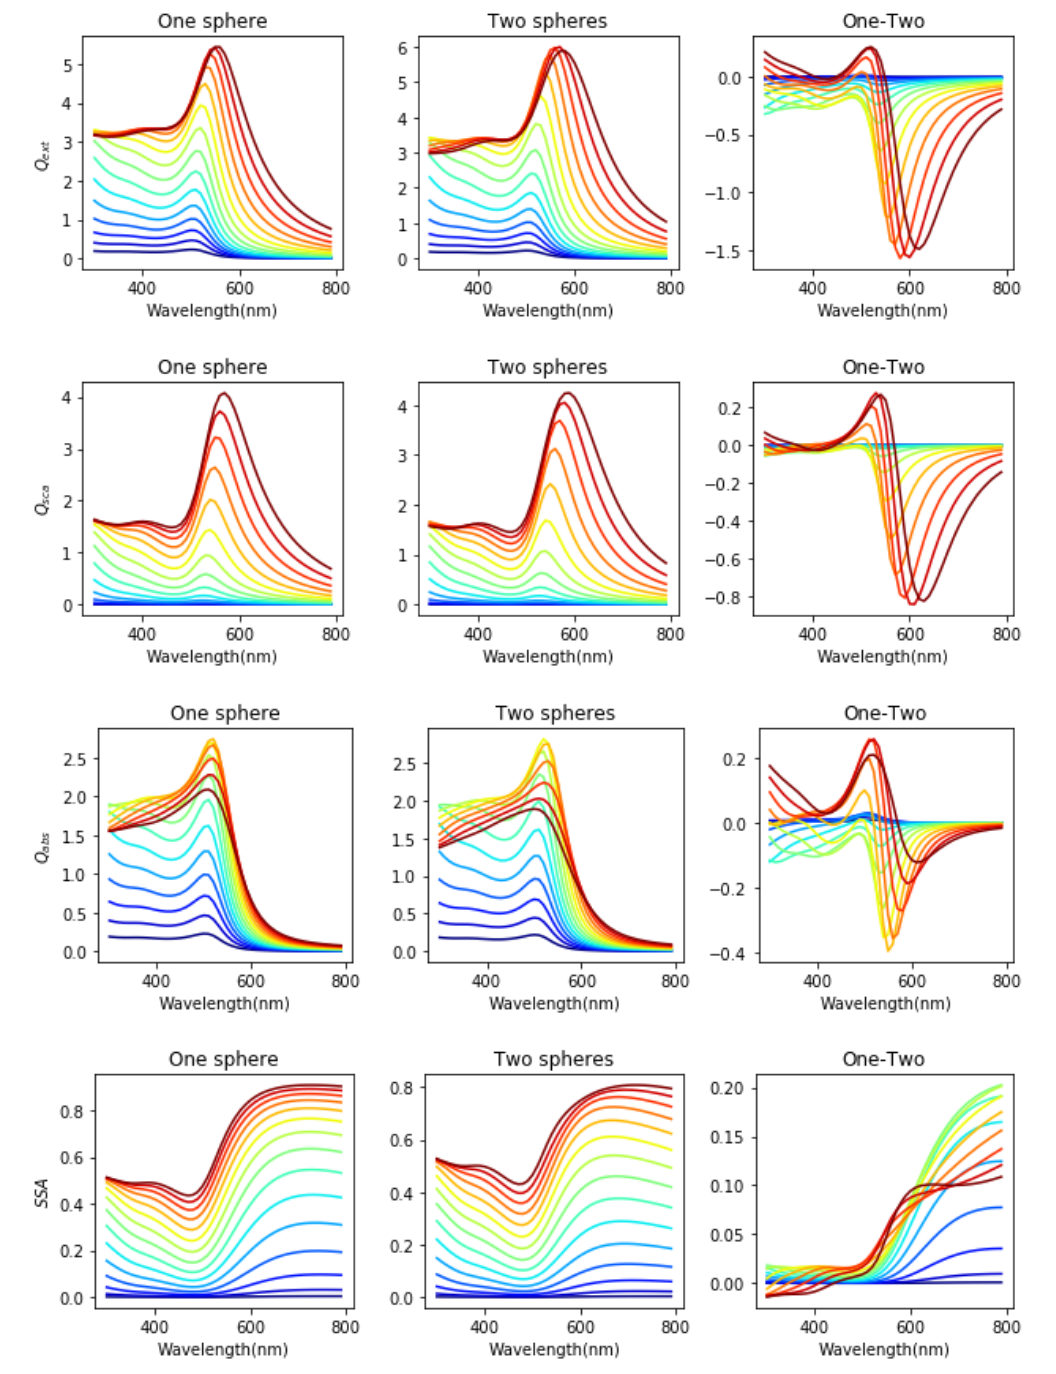 One sphere Two spheres One-Two
Q_ext
5 4 3 2 1 0
6 5 4 3 2 1 0
0.0 −0.5 −1.0 −1.5
400 600 800 400 600 800 400 600 800
Wavelength(nm) Wavelength(nm) Wavelength(nm)
One sphere Two spheres One-Two
Q_sca
4 3 2 1 0
4 3 2 1 0
0.2 0.0 −0.2 −0.4 −0.6 −0.8
400 600 800 400 600 800 400 600 800
Wavelength(nm) Wavelength(nm) Wavelength(nm)
One sphere Two spheres One-Two
Q_abs
2.5 2.0 1.5 1.0 0.5 0.0
2.5 2.0 1.5 1.0 0.5 0.0
0.2 0.0 −0.2 −0.4
400 600 800 400 600 800 400 600 800
Wavelength(nm) Wavelength(nm) Wavelength(nm)
One sphere Two spheres One-Two
SSA
0.8 0.6 0.4 0.2 0.0
0.8 0.6 0.4 0.2 0.0
0.20 0.15 0.10 0.05 0.00
400 600 800 400 600 800 400 600 800
Wavelength(nm) Wavelength(nm) Wavelength(nm)